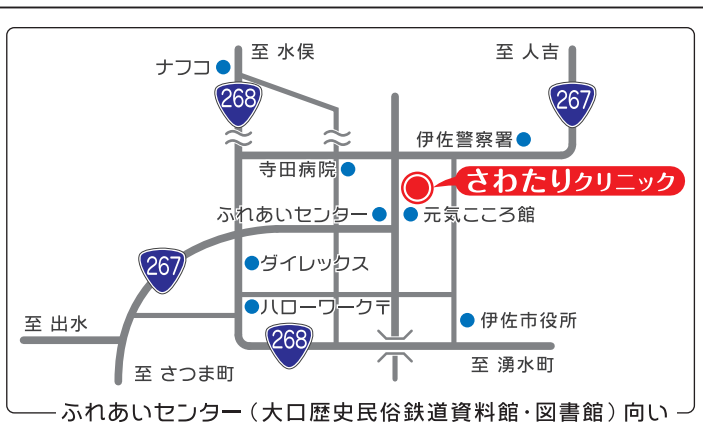 至 水俣
至 人吉
ナフコ
268
267
伊佐警察署
寺田病院
さわたりクリニック
ふれあいセンター
元気こころ館
267
ダイレックス
ハローワーク〒
至 出水
268
伊佐市役所
至 さつま町
至 湧水町
ふれあいセンター（大口歴史民俗鉄道資料館・図書館）向い